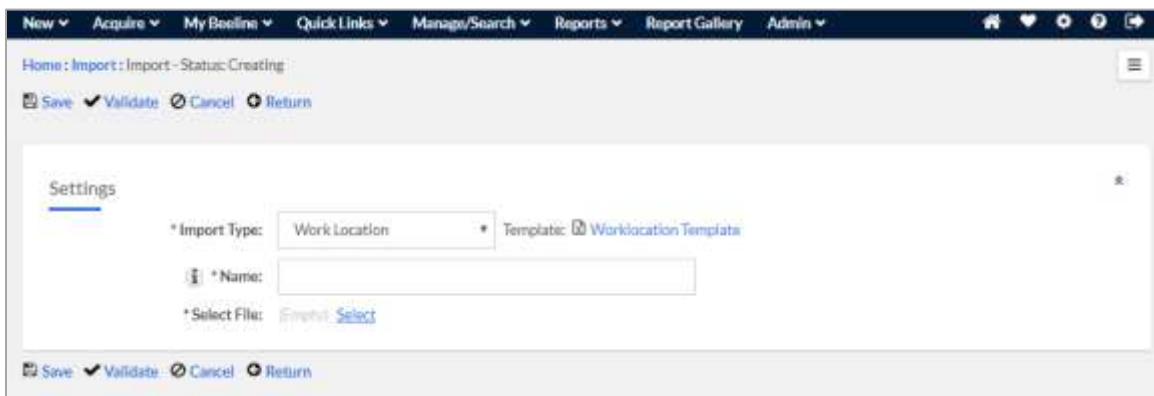 New Acquire My Beeline Quick Links Manage/Search Reports Report Gallery Admin
Home : Import : Import - Status: Creating
Save Validate Cancel Return
Settings
* Import Type: Work Location Template: Worklocation Template
* Name:
* Select File: (Empty) Select
Save Validate Cancel Return